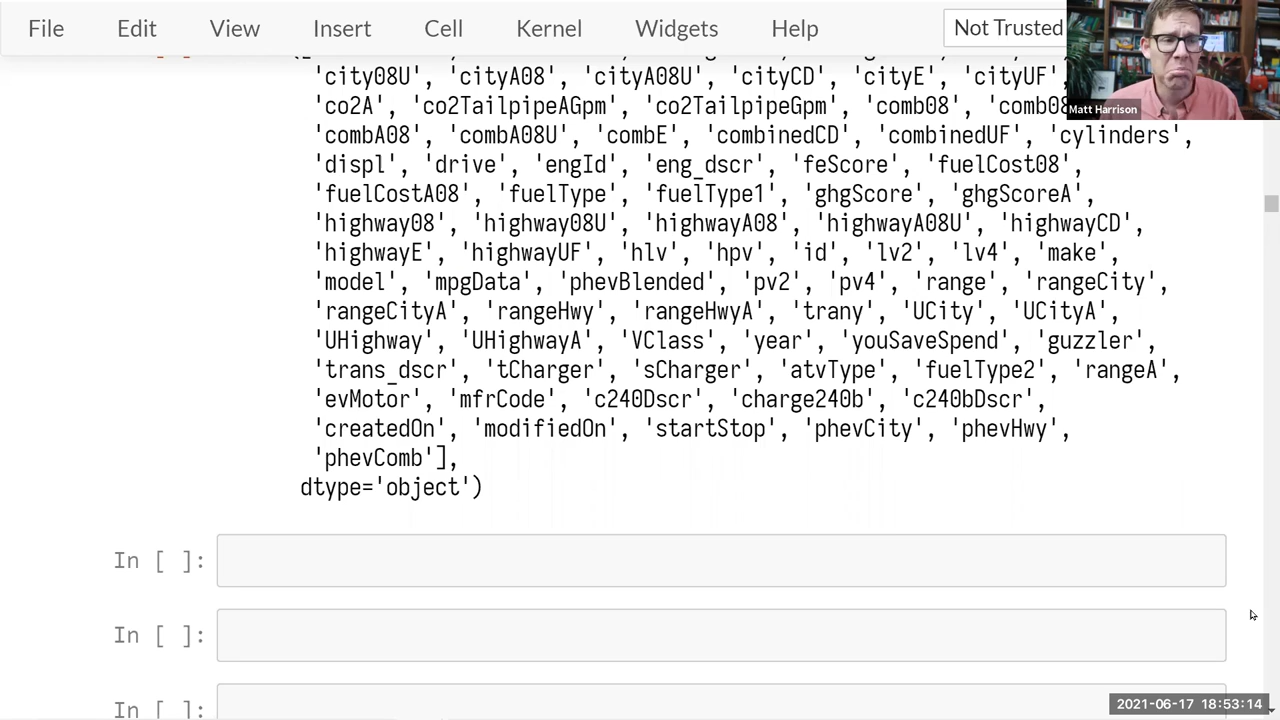 File Edit View Insert Cell Kernel Widgets Help Not Trusted
'city08U', 'cityA08', 'cityA08U', 'cityCD', 'cityE', 'cityUF',
'co2A', 'co2TailpipeAGpm', 'co2TailpipeGpm', 'comb08',
Matt Harrison
'combA08', 'combA08U', 'combE', 'combinedCD', 'combinedUF', 'cylinders',
'displ', 'drive', 'engId', 'eng_dscr', 'feScore', 'fuelCost08',
'fuelCostA08', 'fuelType', 'fuelType1', 'ghgScore', 'ghgScoreA',
'highway08', 'highway08U', 'highwayA08', 'highwayA08U', 'highwayCD',
'highwayE', 'highwayUF', 'hlv', 'hpv', 'id', 'lv2', 'lv4', 'make',
'model', 'mpgData', 'phevBlended', 'pv2', 'pv4', 'range', 'rangeCity',
'rangeCityA', 'rangeHwy', 'rangeHwyA', 'trany', 'UCity', 'UCityA',
'UHighway', 'UHighwayA', 'VClass', 'year', 'youSaveSpend', 'guzzler',
'trans_dscr', 'tCharger', 'sCharger', 'atvType', 'fuelType2', 'rangeA',
'evMotor', 'mfrCode', 'c240Dscr', 'charge240b', 'c240bDscr',
'createdOn', 'modifiedOn', 'startStop', 'phevCity', 'phevHwy',
'phevComb'],
dtype='object')
In [ ]:
In [ ]:
In [ ]:
2021-06-17 18:53:14